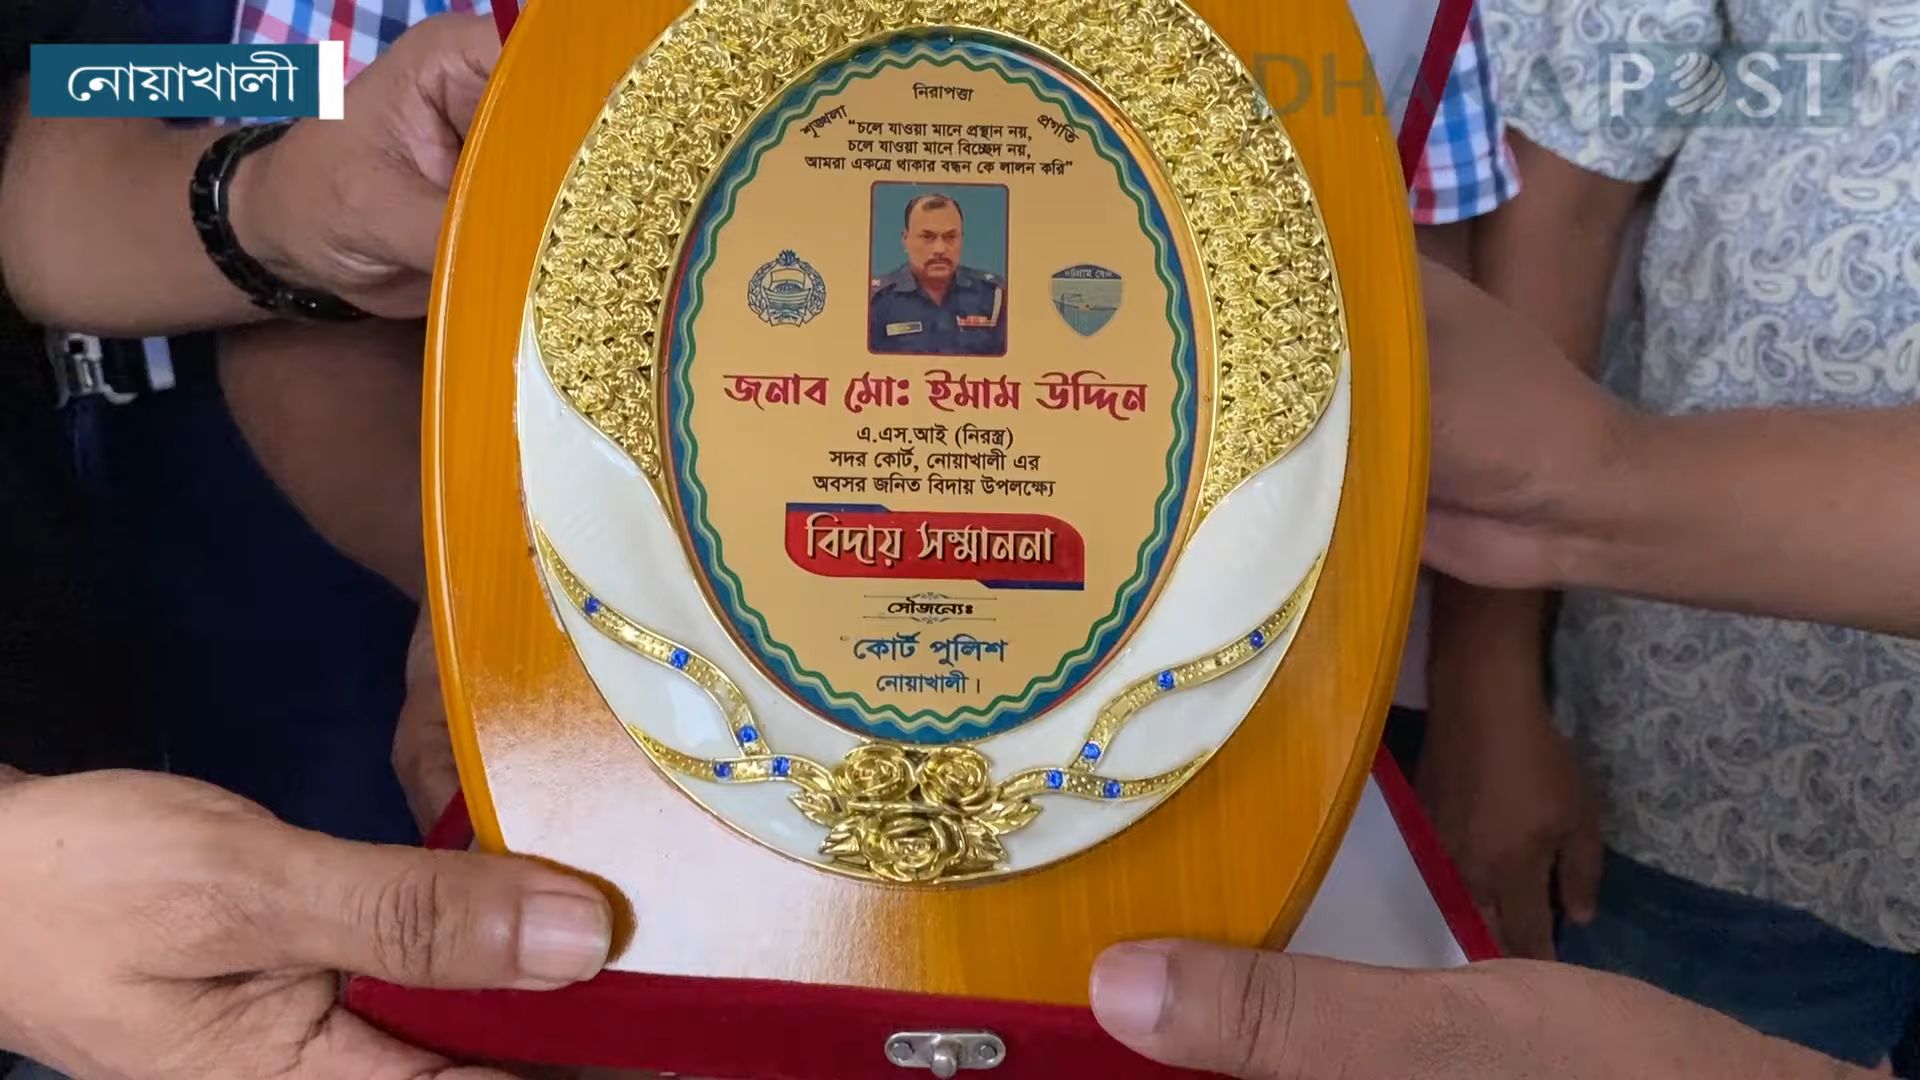 নোয়াখালী
DHAKA POST
নিরাপত্তা
শৃঙ্খলা
প্রগতি
“চলে যাওয়া মানে প্রস্থান নয়,
চলে যাওয়া মানে বিচ্ছেদ নয়,
আমরা একত্রে থাকার বন্ধন কে লালন করি”
পুলিশ
জনাব মো: ইমাম উদ্দিন
এ.এস.আই (নিরস্ত্র)
সদর কোর্ট, নোয়াখালী এর
অবসর জনিত বিদায় উপলক্ষ্যে
বিদায় সম্মাননা
সৌজন্যেঃ
কোর্ট পুলিশ
নোয়াখালী।